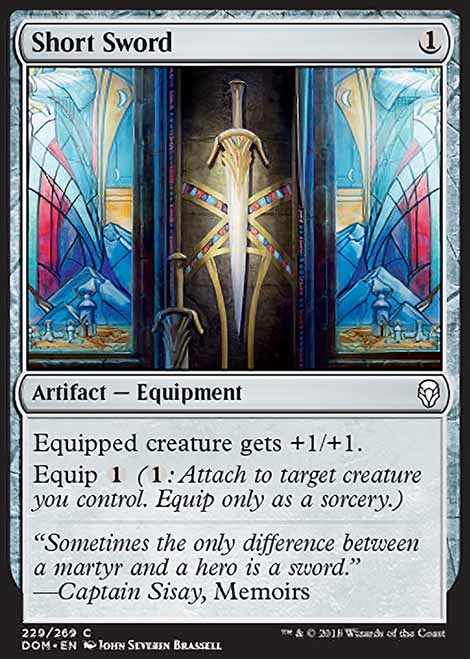 Short Sword 1
Artifact — Equipment
Equipped creature gets +1/+1.
Equip 1 (1: Attach to target creature
you control. Equip only as a sorcery.)
“Sometimes the only difference between
a martyr and a hero is a sword.”
—Captain Sisay, Memoirs
229/269 C
DOM • EN John Severin Brassell
™ & © 2018 Wizards of the Coast